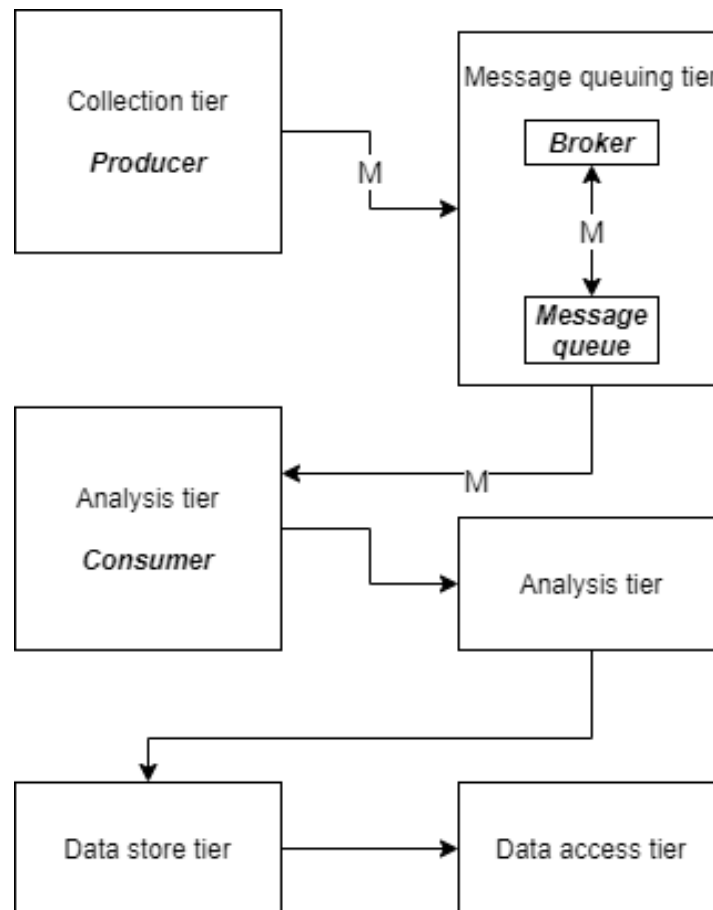 Collection tier
Producer
M
Message queuing tier
Broker
M
Message
queue
M
Analysis tier
Consumer
Analysis tier
Data store tier
Data access tier